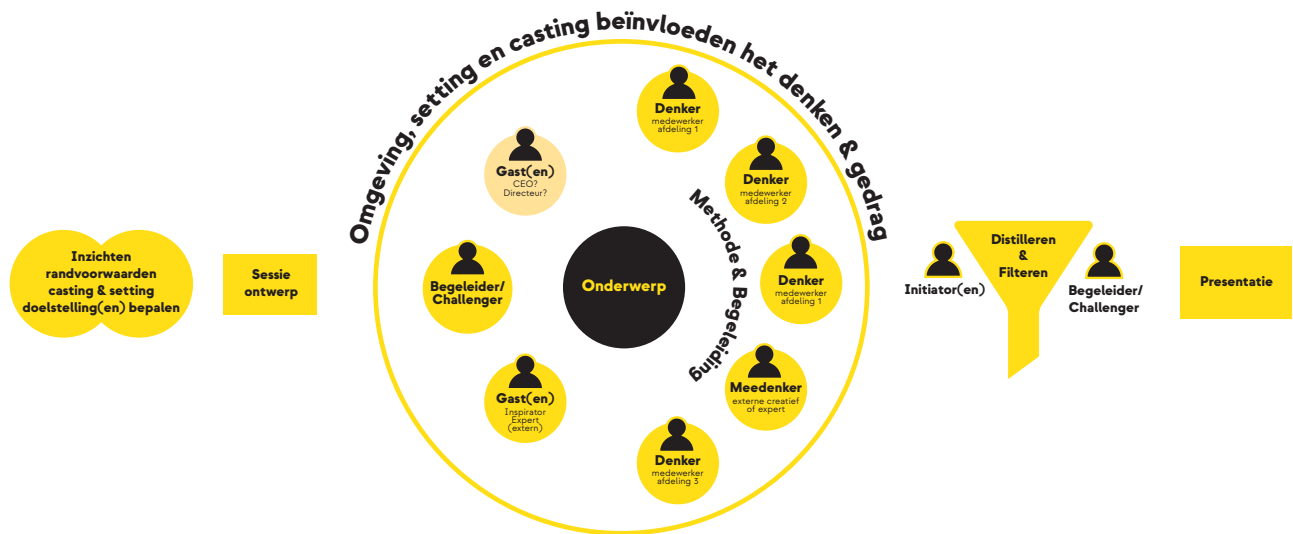 Omgeving, setting en casting beïnvloeden het denken & gedrag
Inzichten
randvoorwaarden
casting & setting
doelstelling(en) bepalen
Sessie
ontwerp
Gast(en)
CEO?
Directeur?
Begeleider/
Challenger
Gast(en)
Inspirator
Expert
(extern)
Onderwerp
Methode & Begeleiding
Denker
medewerker
afdeling 1
Denker
medewerker
afdeling 2
Denker
medewerker
afdeling 1
Meedenker
externe creatief
of expert
Denker
medewerker
afdeling 3
Initiator(en)
Distilleren
&
Filteren
Begeleider/
Challenger
Presentatie